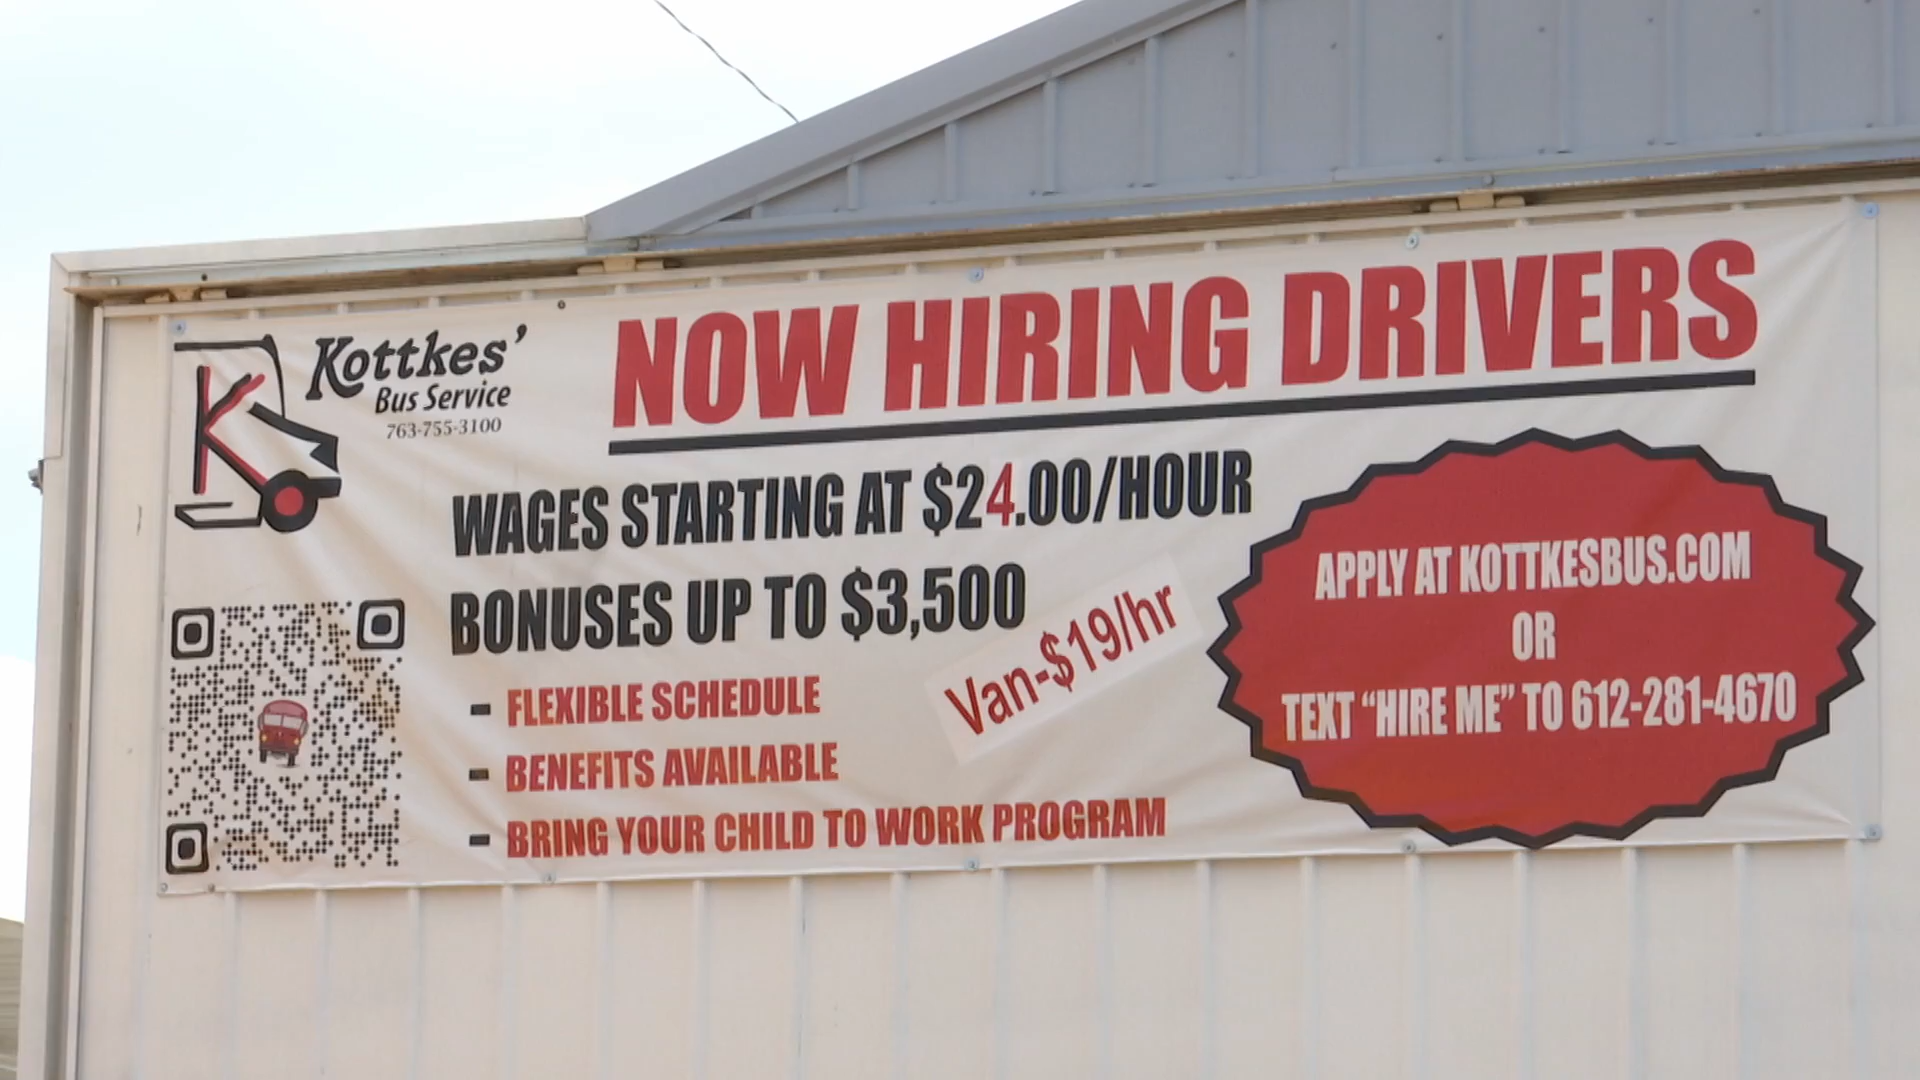 Kottkes'
Bus Service
763-755-3100
NOW HIRING DRIVERS
WAGES STARTING AT $24.00/HOUR
BONUSES UP TO $3,500
Van-$19/hr
- FLEXIBLE SCHEDULE
- BENEFITS AVAILABLE
- BRING YOUR CHILD TO WORK PROGRAM
APPLY AT KOTTKESBUS.COM
OR
TEXT “HIRE ME” TO 612-281-4670